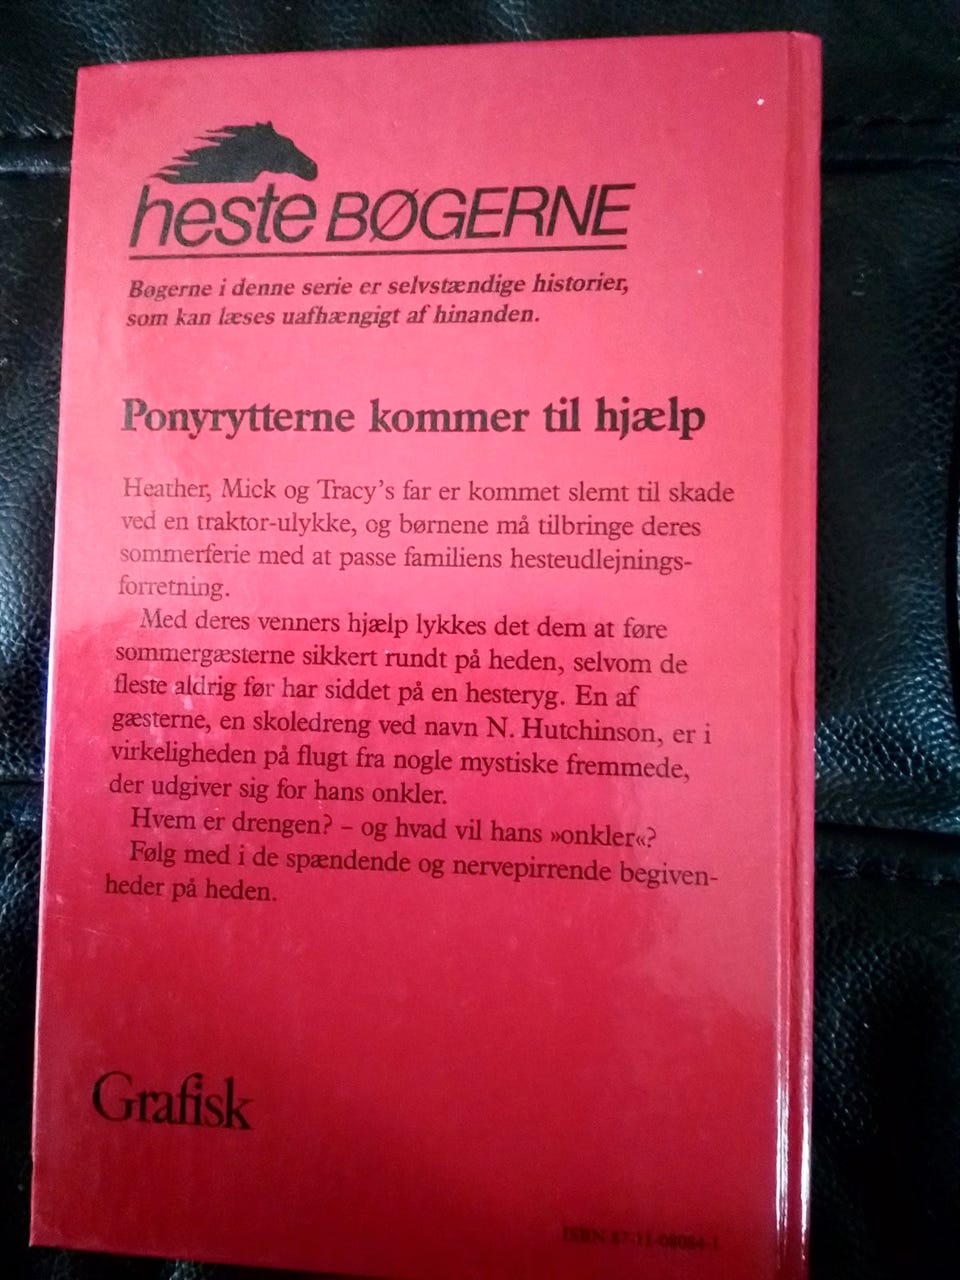 heste BØGERNE
Bøgerne i denne serie er selvstændige historier,
som kan læses uafhængigt af hinanden.
Ponyrytterne kommer til hjælp
Heather, Mick og Tracy's far er kommet slemt til skade
ved en traktor-ulykke, og børnene må tilbringe deres
sommerferie med at passe familiens hesteudlejnings-
forretning.
Med deres venners hjælp lykkes det dem at føre
sommergæsterne sikkert rundt på heden, selvom de
fleste aldrig før har siddet på en hesteryg. En af
gæsterne, en skoledreng ved navn N. Hutchinson, er i
virkeligheden på flugt fra nogle mystiske fremmede,
der udgiver sig for hans onkler.
Hvem er drengen? – og hvad vil hans »onkler«?
Følg med i de spændende og nervepirrende begiven-
heder på heden.
Grafisk
ISBN 87-11-08084-1